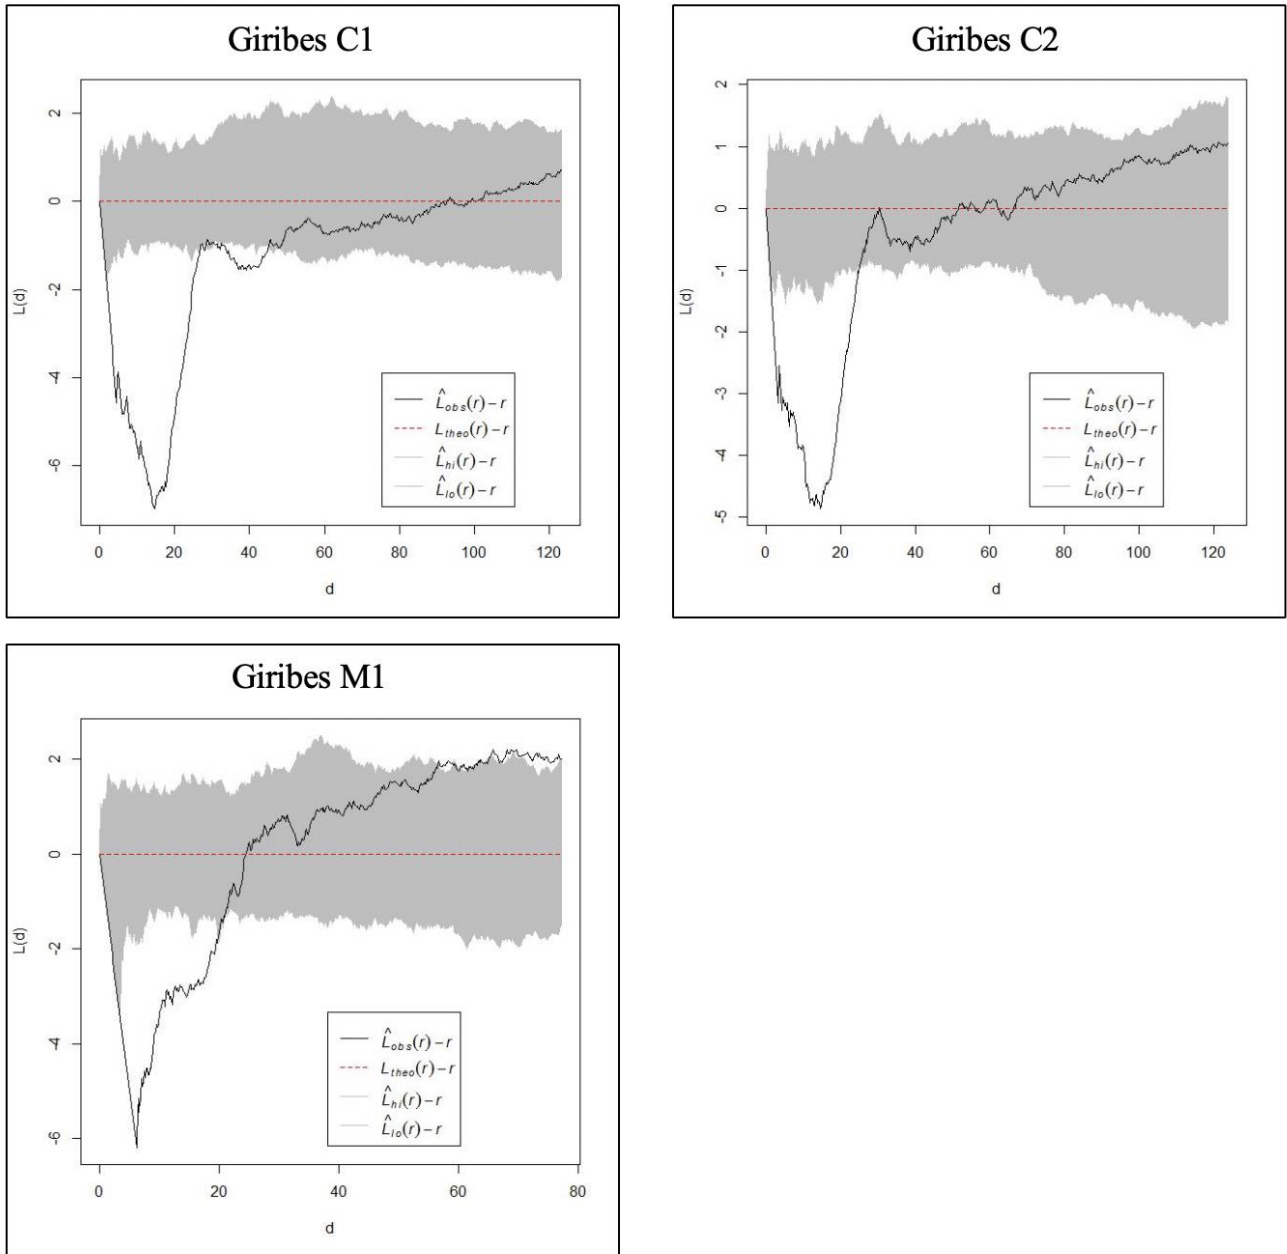 Giribes C1
2
0
-2
-4
-6
L(d)
0 20 40 60 80 100 120
d
L̂obs(r)−r
Ltheo(r)−r
L̂hi(r)−r
L̂lo(r)−r
Giribes C2
2
1
0
-1
-2
-3
-4
-5
L(d)
0 20 40 60 80 100 120
d
L̂obs(r)−r
Ltheo(r)−r
L̂hi(r)−r
L̂lo(r)−r
Giribes M1
2
0
-2
-4
-6
L(d)
0 20 40 60 80
d
L̂obs(r)−r
Ltheo(r)−r
L̂hi(r)−r
L̂lo(r)−r